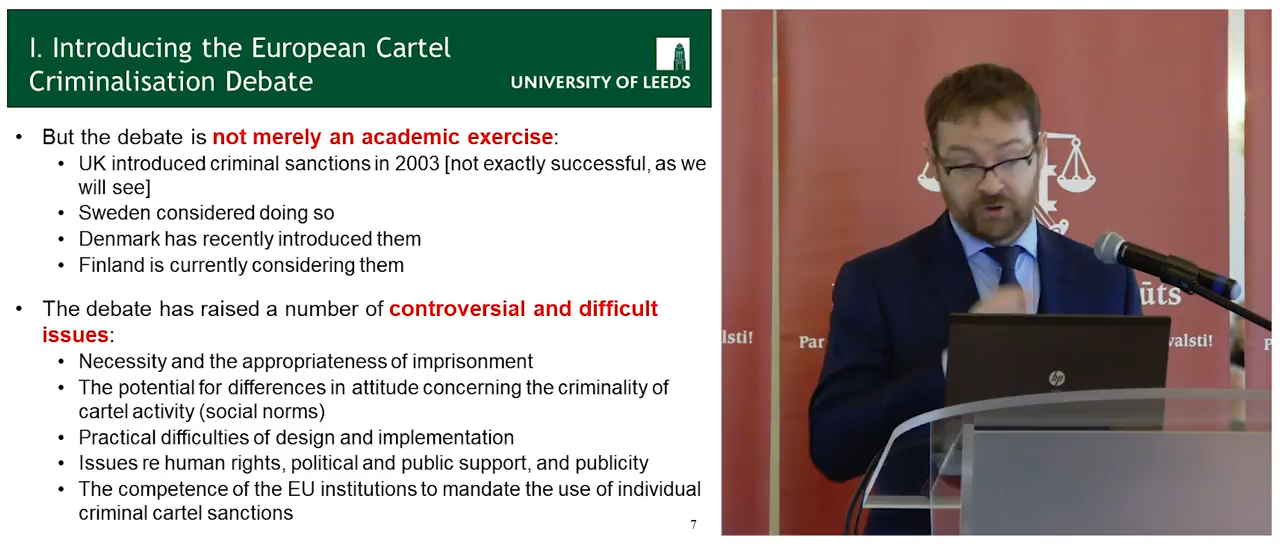 I. Introducing the European Cartel
Criminalisation Debate
UNIVERSITY OF LEEDS
• But the debate is not merely an academic exercise:
• UK introduced criminal sanctions in 2003 [not exactly successful, as we
will see]
• Sweden considered doing so
• Denmark has recently introduced them
• Finland is currently considering them
• The debate has raised a number of controversial and difficult
issues:
• Necessity and the appropriateness of imprisonment
• The potential for differences in attitude concerning the criminality of
cartel activity (social norms)
• Practical difficulties of design and implementation
• Issues re human rights, political and public support, and publicity
• The competence of the EU institutions to mandate the use of individual
criminal cartel sanctions
7
ūts
lsti!
Par
valsti!
P
hp